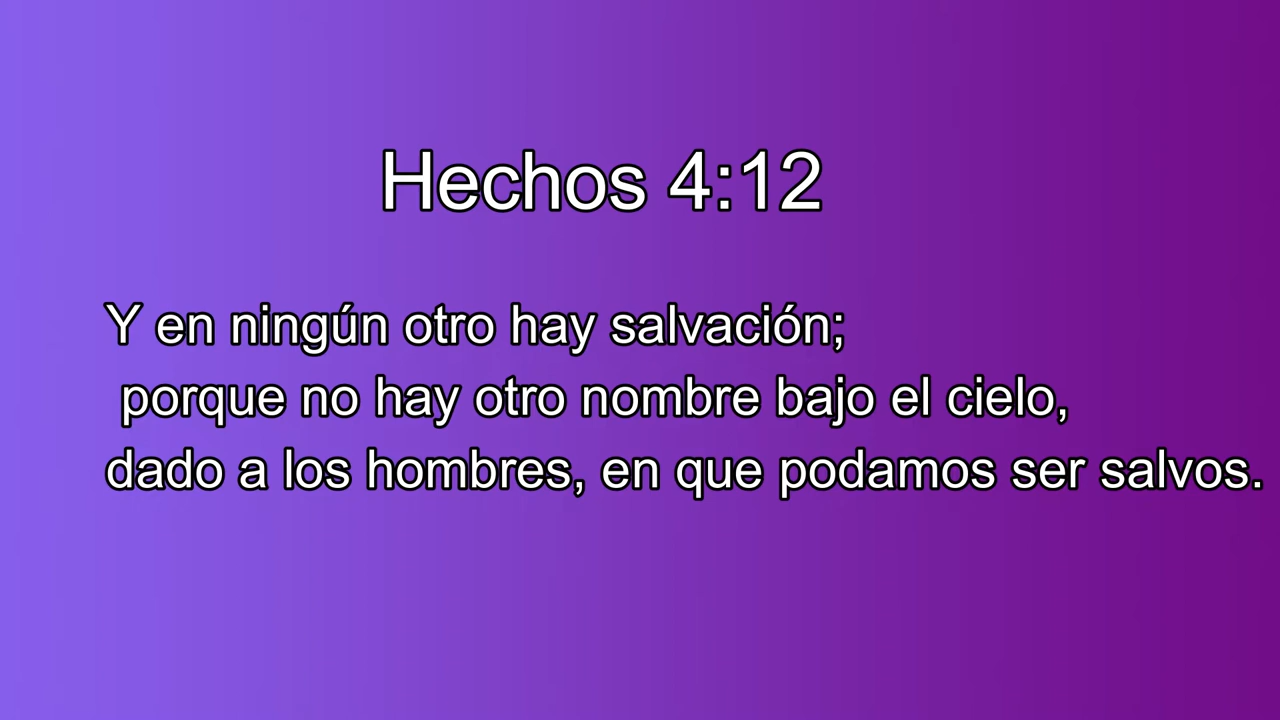 Hechos 4:12
Y en ningún otro hay salvación;
porque no hay otro nombre bajo el cielo,
dado a los hombres, en que podamos ser salvos.